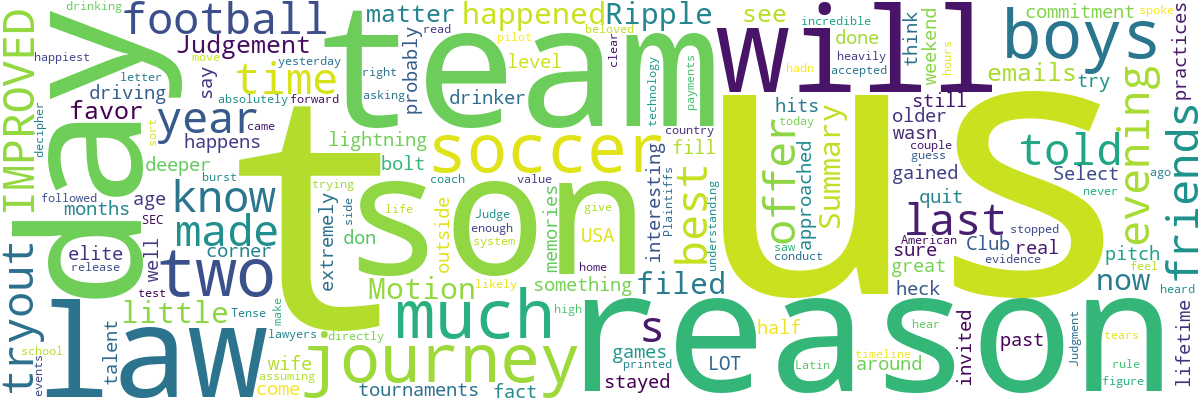 drinking
football
team
matter
happened
Ripple
see
incredible
will
boys
commitment
spoke
IMPROVED
day
happiest
Judgement
read
pilot
beloved
clear
done
heavily
think
weekend
practices
letter
yesterday
move
level
hadn
hours
driving
say
time
right
probably
technology
payments
accepted
emails
try
favor
absolutely
forward
asking
drinker
t
us
hits
still
older
decipher
sort
year
came
lightning
soccer
country
today
wasn
couple
guess
evening
friends
happens
deeper
burst
bolt
interesting
fill
offer
Summary
approached
told
followed
months
age
know
trying
son
coach
value
best
Plaintiffs
understanding
gained
Select
ago
SEC
made
extremely
side
life
don
outside
Judge
enough
system
memories
give
USA
quit
never
last
American
Club
stopped
tryout
elite
release
well
corner
home
saw
conduct
sure
real
evidence
pitch
feel
law
two
test
Motion
likely
something
filed
great
heck
now
heard
little
Tense
make
much
high
reason
talent
lawyers
directly
s
half
hear
invited
past
Judgment
tears
lifetime
school
events
wife
journey
games
printed
LOT
timeline
around
rule
come
assuming
tournaments
fact
stayed
Latin
figure